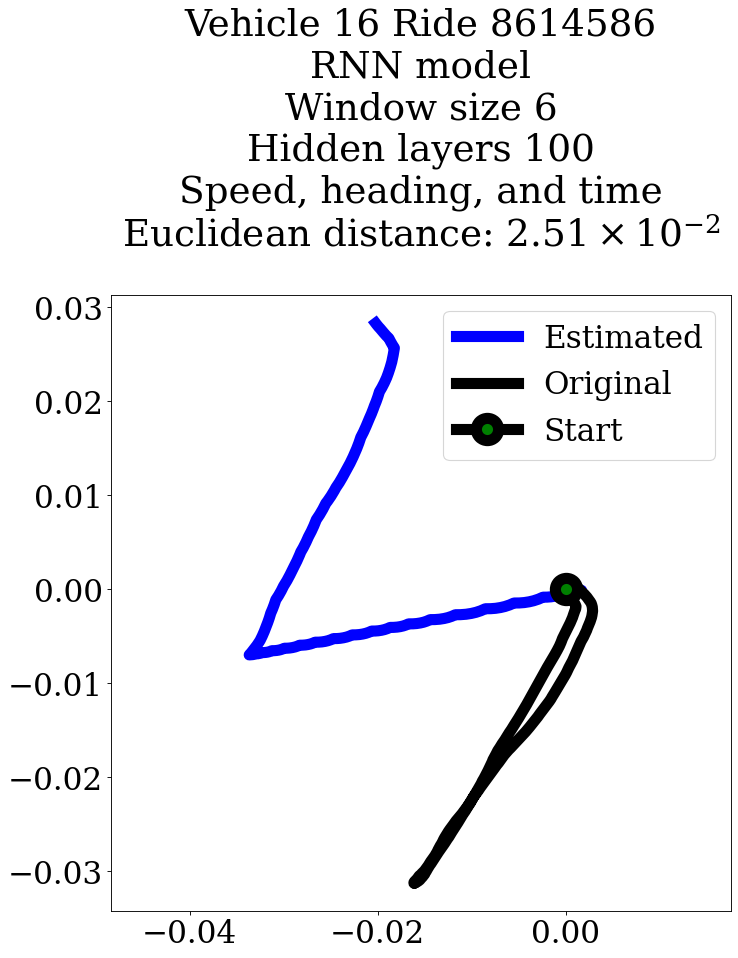 Vehicle 16 Ride 8614586
RNN model
Window size 6
Hidden layers 100
Speed, heading, and time
Euclidean distance: 2.51 × 10⁻²
Estimated
Original
Start
0.03
0.02
0.01
0.00
−0.01
−0.02
−0.03
−0.04 −0.02 0.00